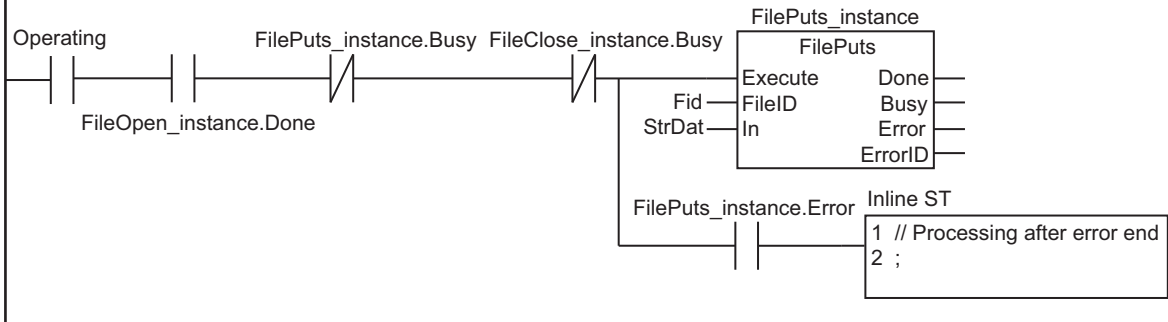 FilePuts_instance
Operating
FilePuts_instance.Busy
FileClose_instance.Busy
FilePuts
Execute
Done
Fid
FileID
Busy
FileOpen_instance.Done
StrDat
In
Error
ErrorID
FilePuts_instance.Error
Inline ST
1 // Processing after error end
2 ;